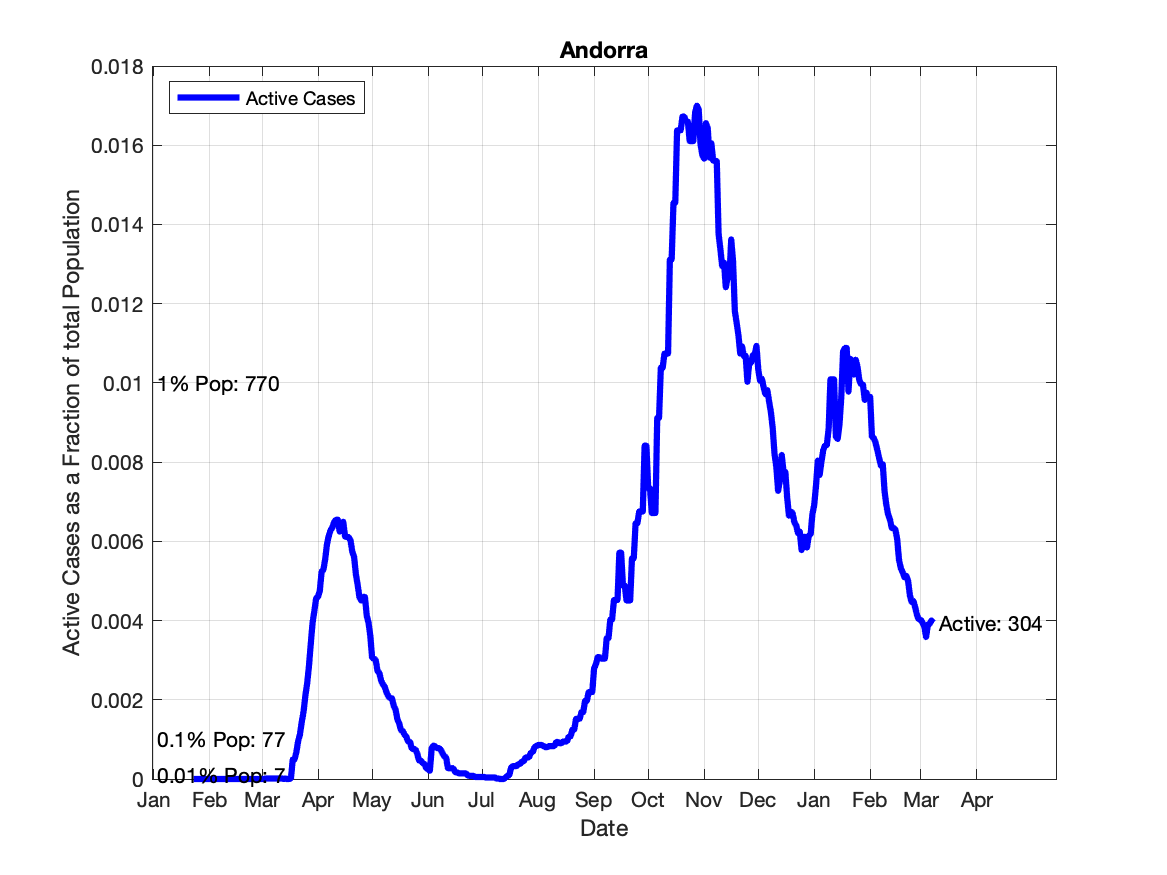 Andorra
Active Cases
0.018
0.016
0.014
0.012
0.01
0.008
0.006
0.004
0.002
0
Active Cases as a Fraction of total Population
1% Pop: 770
0.1% Pop: 77
0.01% Pop: 7
Active: 304
Jan Feb Mar Apr May Jun Jul Aug Sep Oct Nov Dec Jan Feb Mar Apr
Date